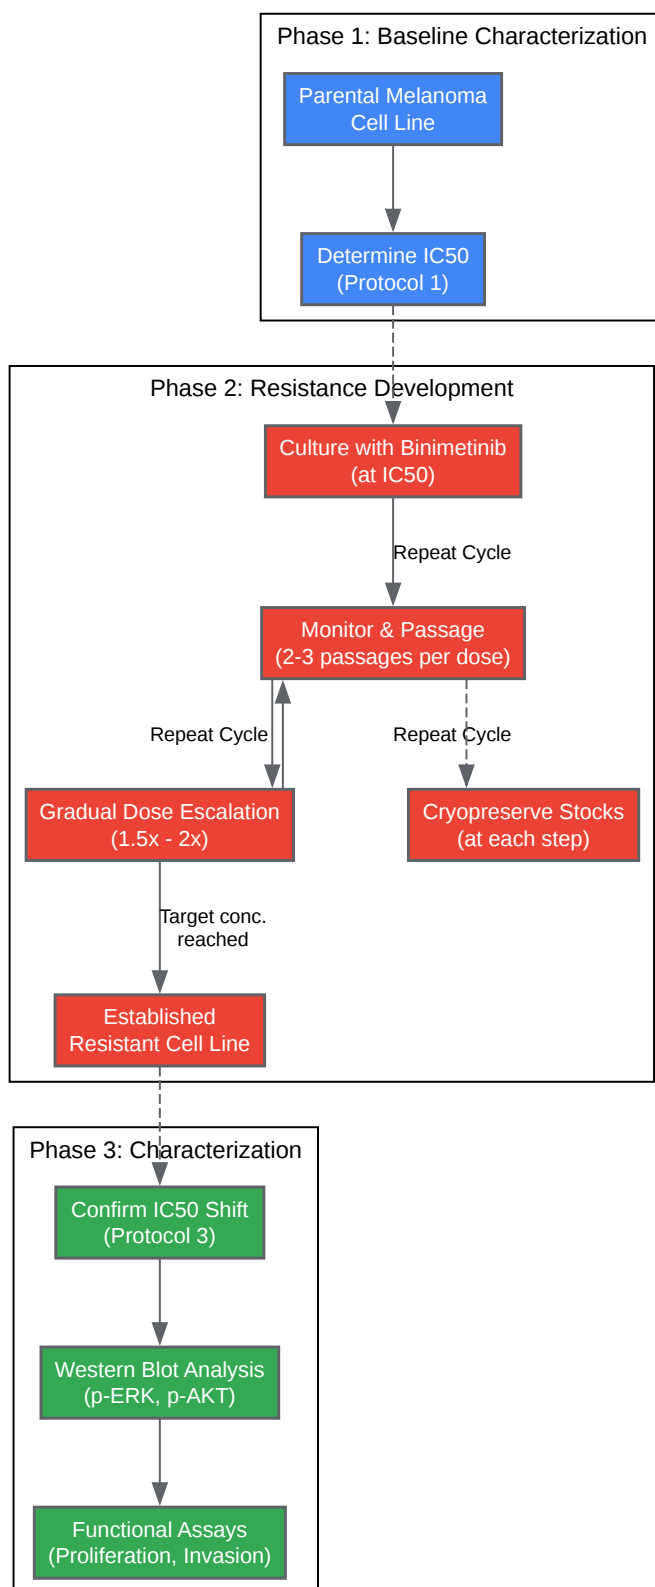 Phase 1: Baseline Characterization
Parental Melanoma
Cell Line
Determine IC50
(Protocol 1)
Phase 2: Resistance Development
Culture with Binimetinib
(at IC50)
Repeat Cycle
Monitor & Passage
(2-3 passages per dose)
Repeat Cycle
Repeat Cycle
Gradual Dose Escalation
(1.5x - 2x)
Cryopreserve Stocks
(at each step)
Target conc.
reached
Established
Resistant Cell Line
Phase 3: Characterization
Confirm IC50 Shift
(Protocol 3)
Western Blot Analysis
(p-ERK, p-AKT)
Functional Assays
(Proliferation, Invasion)